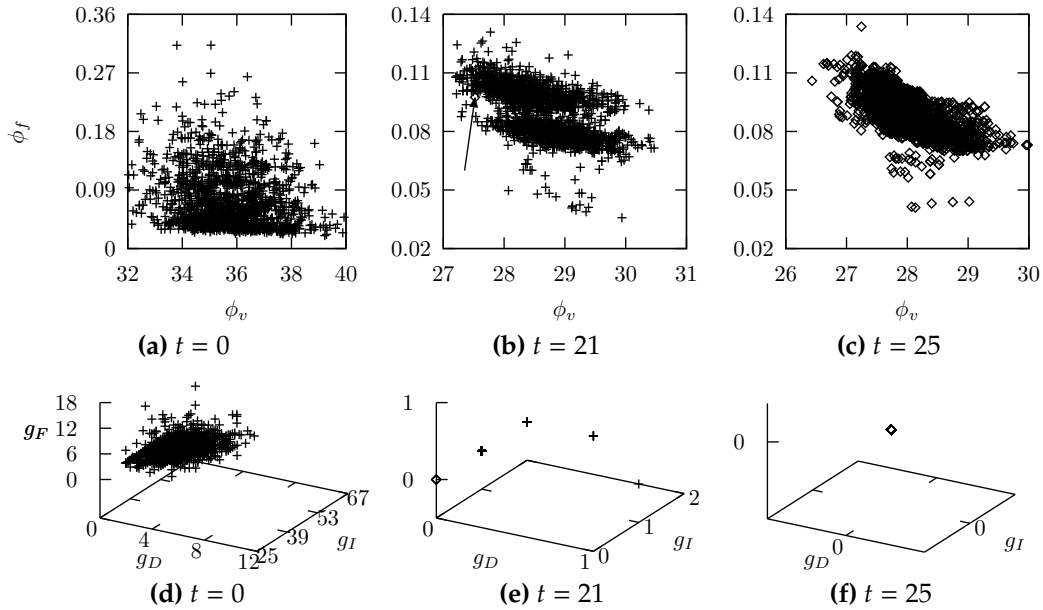 0.36 0.14 0.14
0.27 0.11 0.11
ϕf 0.18 0.08 0.08
0.09 0.05 0.05
0 0.02 0.02
32 34 36 38 40 27 28 29 30 31 26 27 28 29 30
ϕv ϕv ϕv
(a) t = 0 (b) t = 21 (c) t = 25
18 1
gF 12 0
6
0 0
67 2
53 1 0
0 39 0 0
4 8 12 25 1 0
gD gI gD gI gD gI
(d) t = 0 (e) t = 21 (f) t = 25